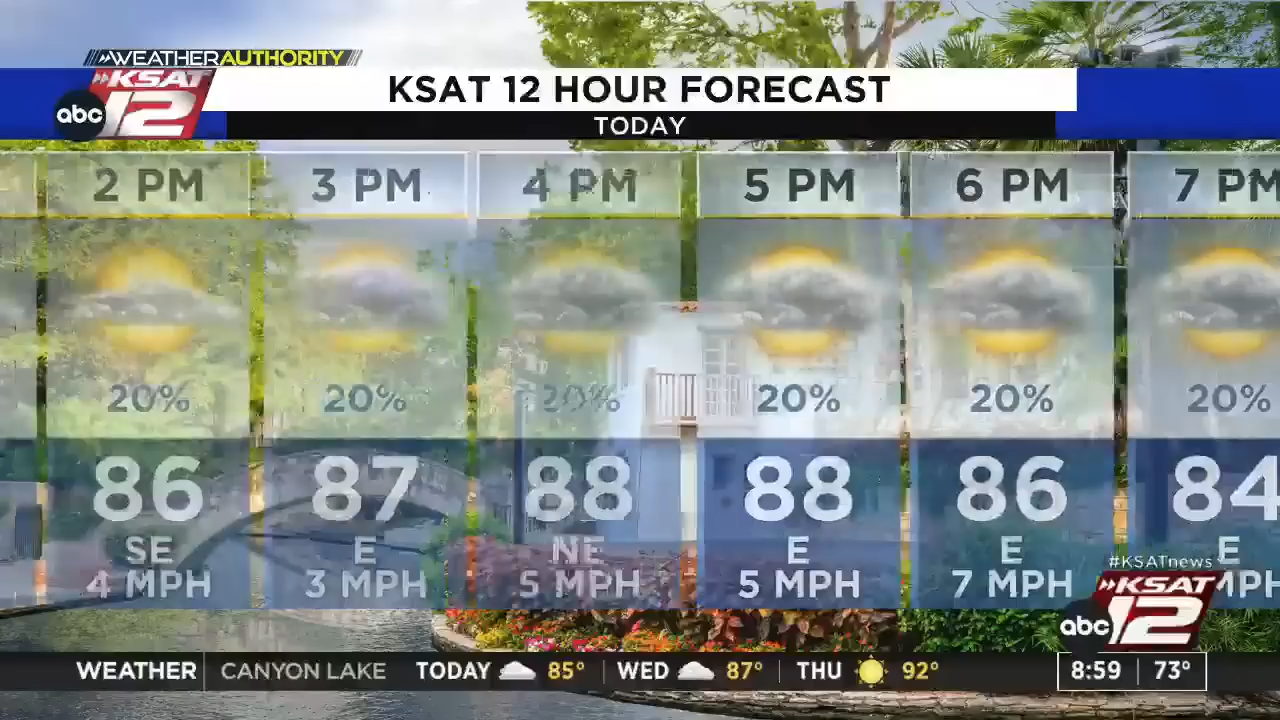 WEATHERAUTHORITY
KSAT
abc 12
KSAT 12 HOUR FORECAST
TODAY
2 PM 3 PM 4 PM 5 PM 6 PM 7 PM
20% 20% 20% 20% 20% 20%
86 87 88 88 86 84
SE E NE E E E
4 MPH 3 MPH 5 MPH 5 MPH 7 MPH MPH
#KSATnews
KSAT
abc 12
WEATHER CANYON LAKE TODAY 85° WED 87° THU 92° 8:59 73°